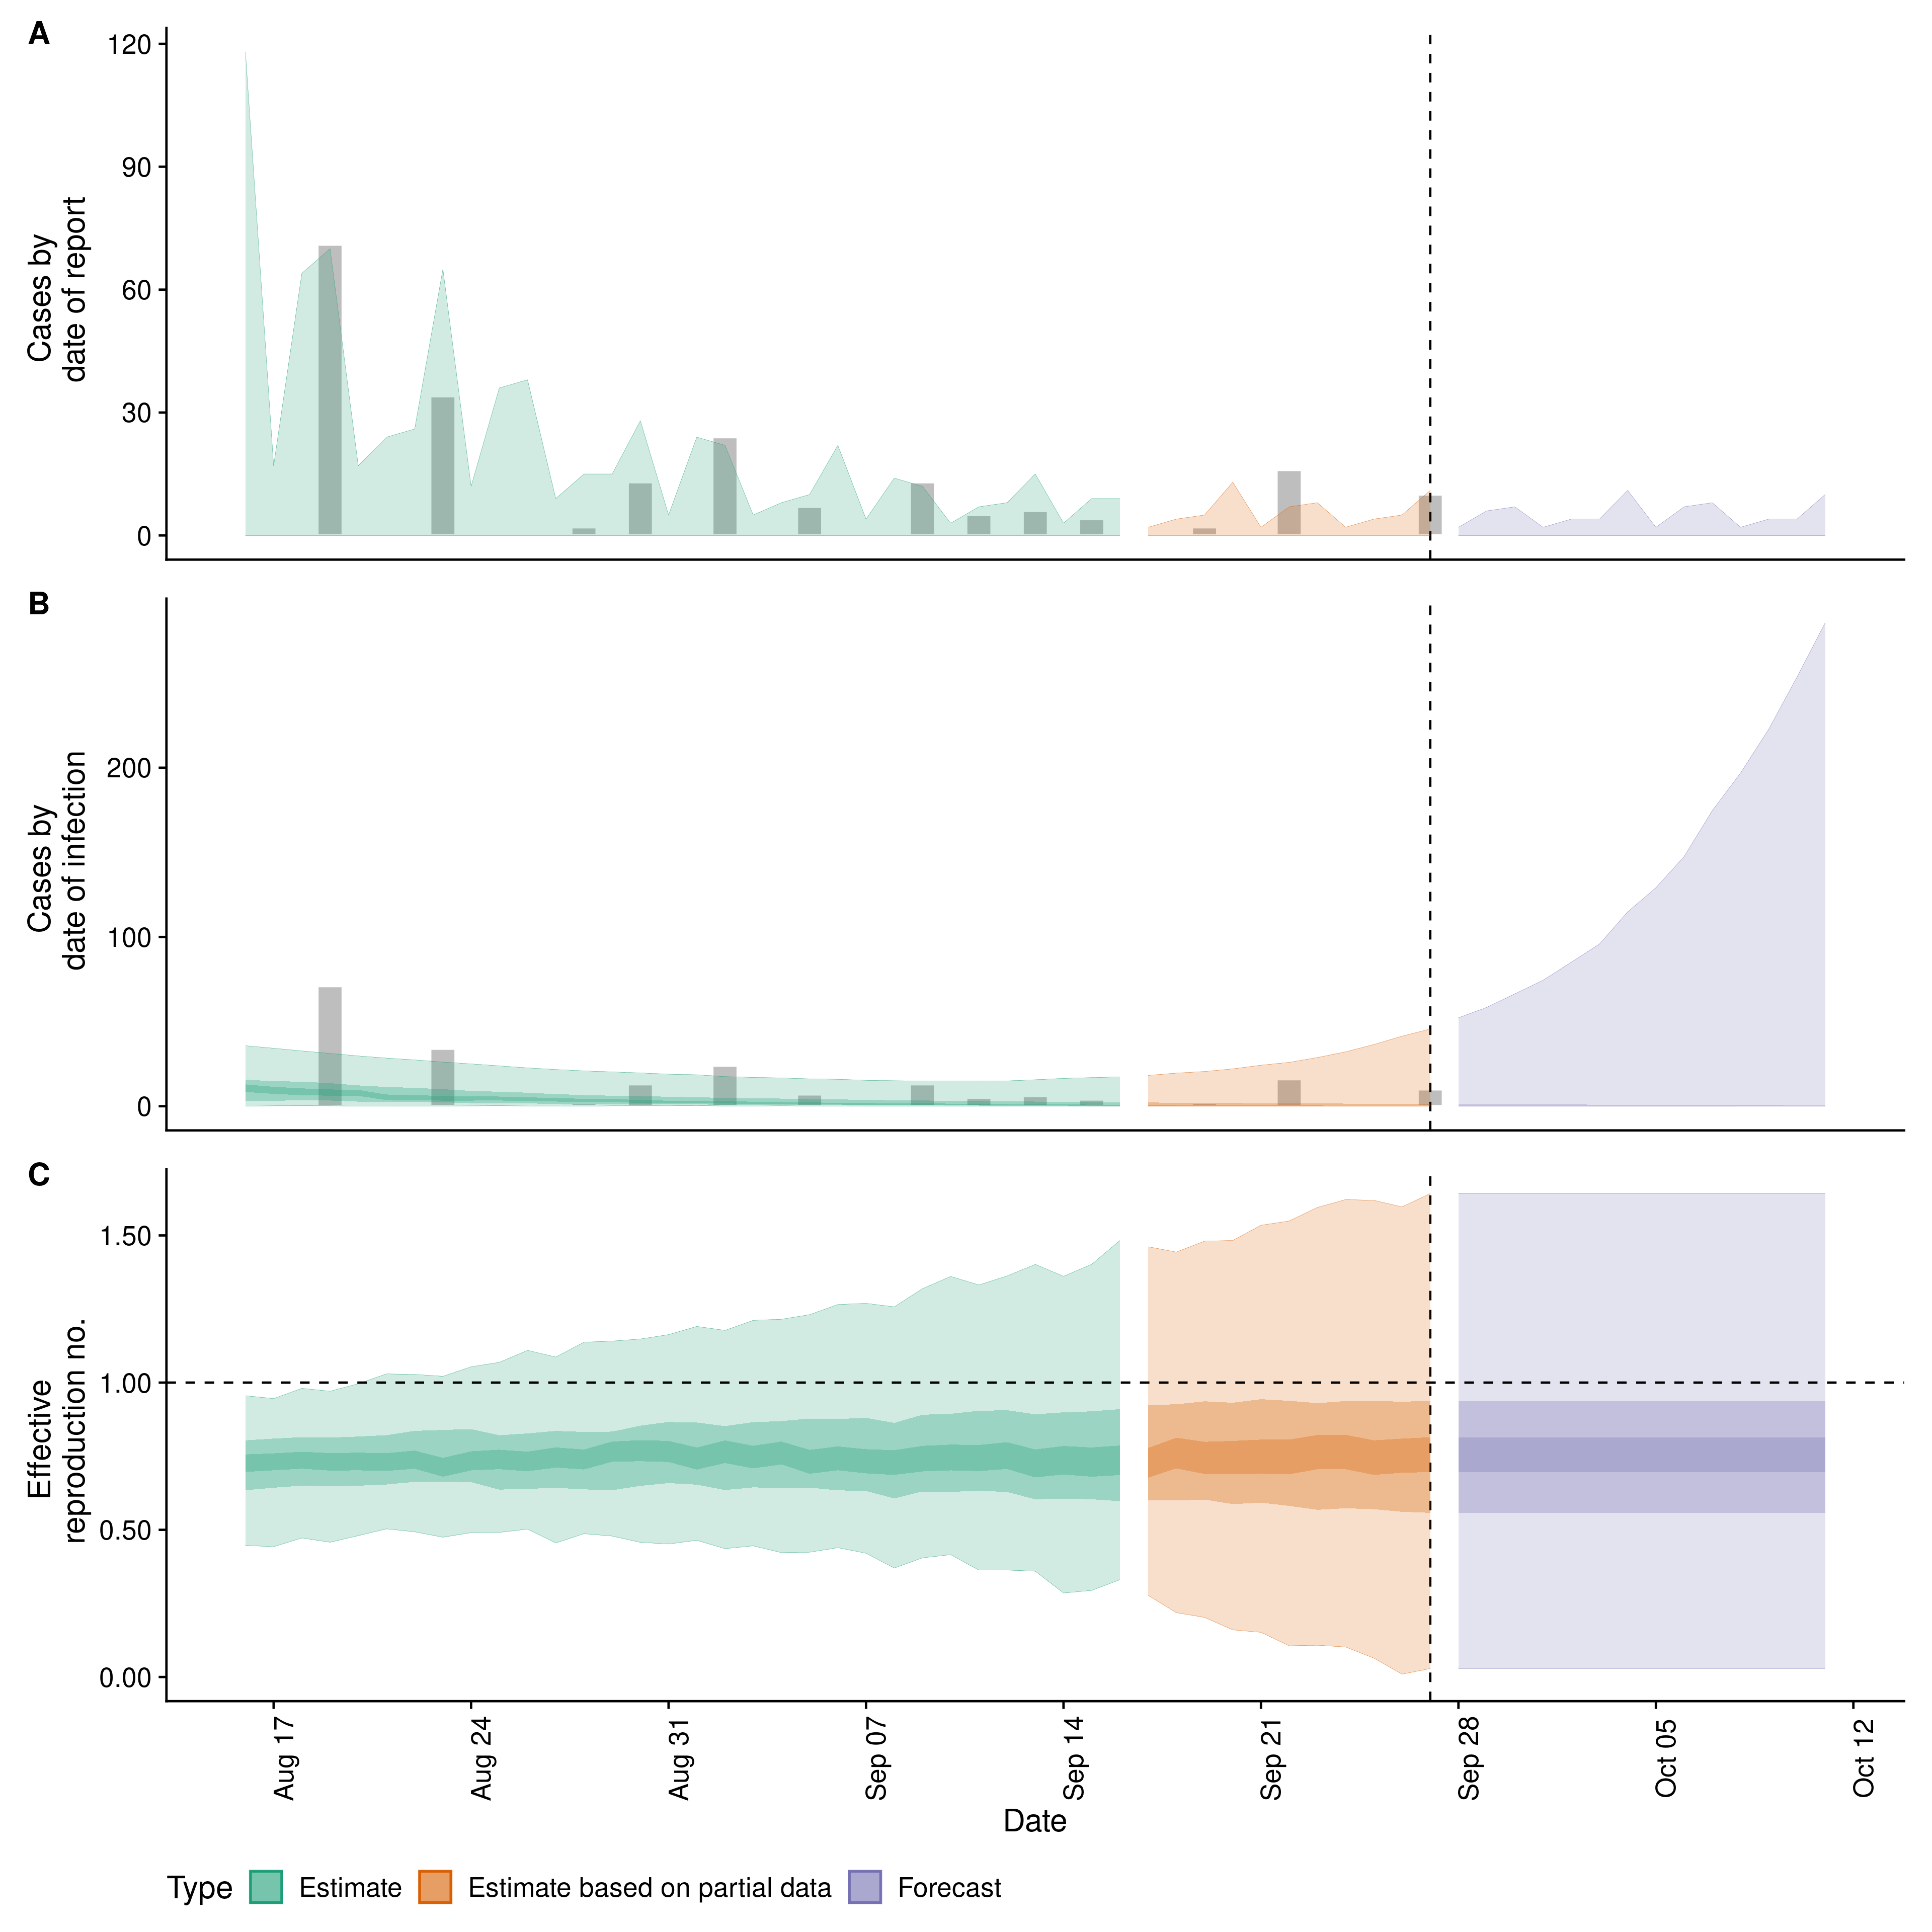 A
Cases by
date of report
120
90
60
30
0
B
Cases by
date of infection
200
100
0
C
Effective
reproduction no.
1.50
1.00
0.50
0.00
Aug 17
Aug 24
Aug 31
Sep 07
Sep 14
Sep 21
Sep 28
Oct 05
Oct 12
Date
Type Estimate Estimate based on partial data Forecast